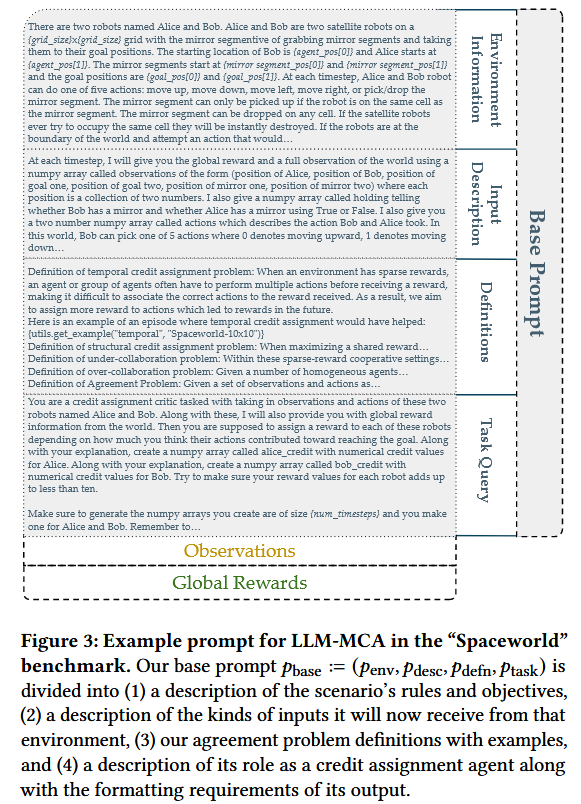 There are two robots named Alice and Bob. Alice and Bob are two satellite robots on a
{grid_size}x{grid_size} grid with the mirror segmentive of grabbing mirror segments and taking
them to their goal positions. The starting location of Bob is {agent_pos[0]} and Alice starts at
{agent_pos[1]}. The mirror segments start at {mirror segment_pos[0]} and {mirror segment_pos[1]}
and the goal positions are {goal_pos[0]} and {goal_pos[1]}. At each timestep, Alice and Bob robot
can do one of five actions: move up, move down, move left, move right, or pick/drop the
mirror segment. The mirror segment can only be picked up if the robot is on the same cell as
the mirror segment. The mirror segment can be dropped on any cell. If the satellite robots
ever try to occupy the same cell they will be instantly destroyed. If the robots are at the
boundary of the world and attempt an action that would…
Environment
Information
At each timestep, I will give you the global reward and a full observation of the world using a
numpy array called observations of the form (position of Alice, position of Bob, position of
goal one, position of goal two, position of mirror one, position of mirror two) where each
position is a collection of two numbers. I also give a numpy array called holding telling
whether Bob has a mirror and whether Alice has a mirror using True or False. I also give you
a two number numpy array called actions which describes the action Bob and Alice took. In
this world, Bob can pick one of 5 actions where 0 denotes moving upward, 1 denotes moving
down…
Input
Description
Definition of temporal credit assignment problem: When an environment has sparse rewards,
an agent or group of agents often have to perform multiple actions before receiving a reward,
making it difficult to associate the correct actions to the reward received. As a result, we aim
to assign more reward to actions which led to rewards in the future.
Here is an example of an episode where temporal credit assignment would have helped:
{utils.get_example("temporal", "Spaceworld-10x10")}
Definition of structural credit assignment problem: When maximizing a shared reward…
Definition of under-collaboration problem: Within these sparse-reward cooperative settings…
Definition of over-collaboration problem: Given a number of homogeneous agents…
Definition of Agreement Problem: Given a set of observations and actions as…
Definitions
You are a credit assignment critic tasked with taking in observations and actions of these two
robots named Alice and Bob. Along with these, I will also provide you with global reward
information from the world. Then you are supposed to assign a reward to each of these robots
depending on how much you think their actions contributed toward reaching the goal. Along
with your explanation, create a numpy array called alice_credit with numerical credit values
for Alice. Along with your explanation, create a numpy array called bob_credit with
numerical credit values for Bob. Try to make sure your reward values for each robot adds up
to less than ten.
Make sure to generate the numpy arrays you create are of size {num_timesteps} and you make
one for Alice and Bob. Remember to…
Task Query
Base Prompt
Observations
Global Rewards
Figure 3: Example prompt for LLM-MCA in the “Spaceworld”
benchmark. Our base prompt pbase := (penv, pdesc, pdefn, ptask) is
divided into (1) a description of the scenario’s rules and objectives,
(2) a description of the kinds of inputs it will now receive from that
environment, (3) our agreement problem definitions with examples,
and (4) a description of its role as a credit assignment agent along
with the formatting requirements of its output.